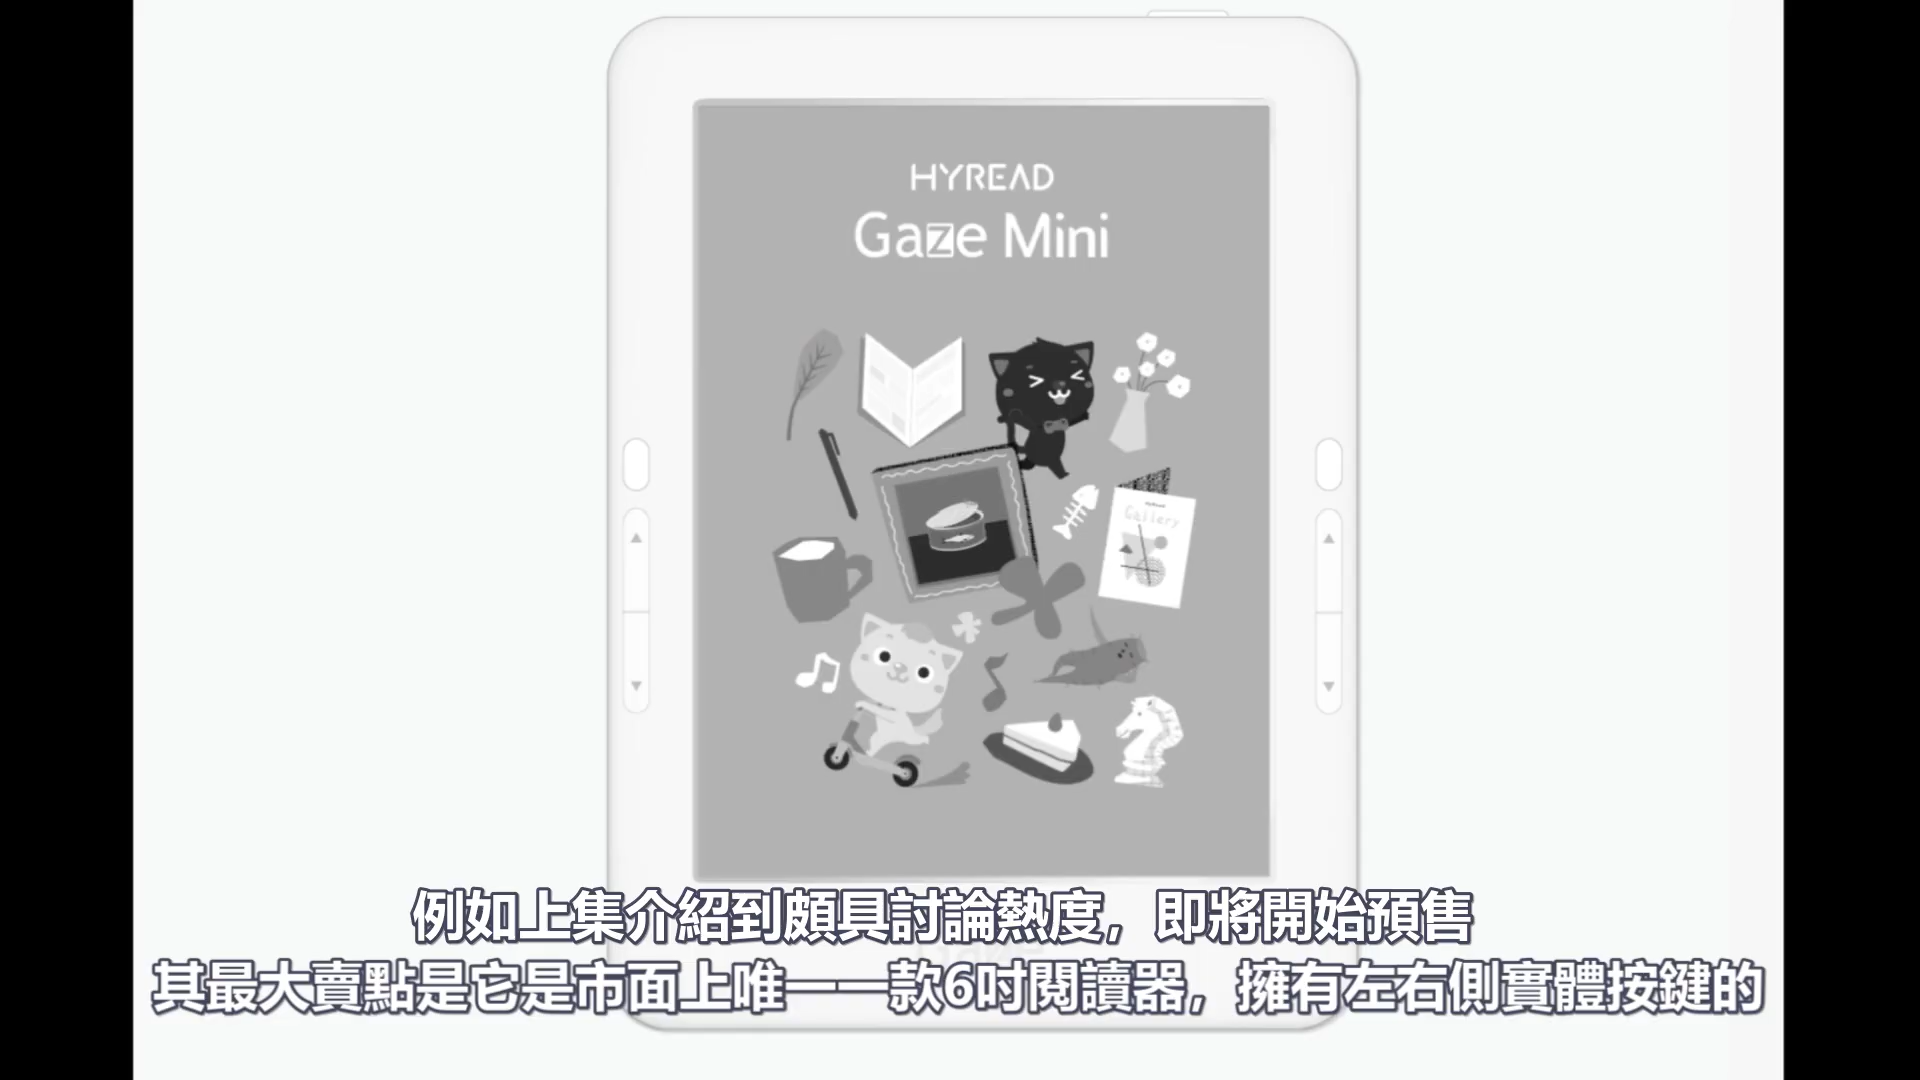 HYREAD
Gaze Mini
Gallery
例如上集介紹到頗具討論熱度，即將開始預售
其最大賣點是它是市面上唯一一款6吋閱讀器，擁有左右側實體按鍵的